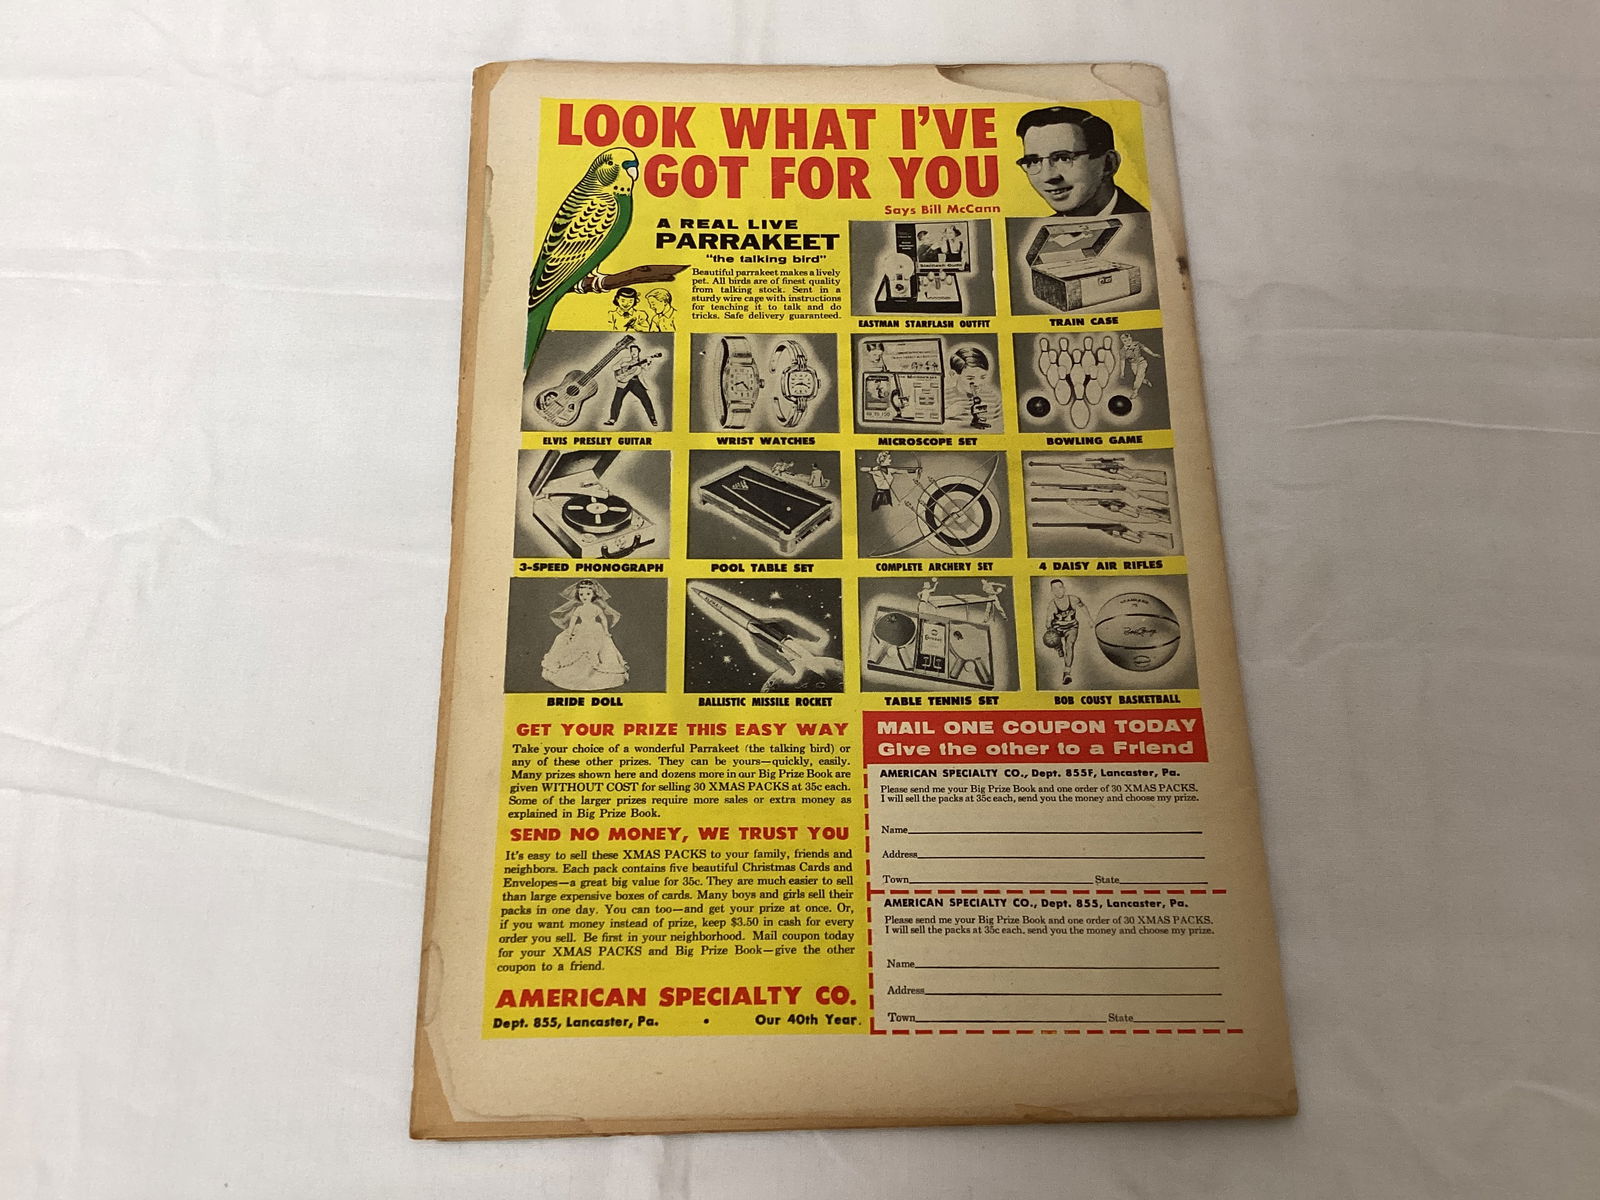 LOOK WHAT I'VE
GOT FOR YOU
Says Bill McCann
A REAL LIVE
PARRAKEET
"the talking bird"
Beautiful parrakeet makes a lively
pet. All birds are of finest quality
from talking stock. Sent in a
sturdy wire cage with instructions
for teaching it to talk and do
tricks. Safe delivery guaranteed.
EASTMAN STARFLASH OUTFIT
TRAIN CASE
ELVIS PRESLEY GUITAR
WRIST WATCHES
MICROSCOPE SET
BOWLING GAME
3-SPEED PHONOGRAPH
POOL TABLE SET
COMPLETE ARCHERY SET
4 DAISY AIR RIFLES
BRIDE DOLL
BALLISTIC MISSILE ROCKET
TABLE TENNIS SET
BOB COUSY BASKETBALL
GET YOUR PRIZE THIS EASY WAY
Take your choice of a wonderful Parrakeet (the talking bird) or
any of these other prizes. They can be yours—quickly, easily.
Many prizes shown here and dozens more in our Big Prize Book are
given WITHOUT COST for selling 30 XMAS PACKS at 35c each.
Some of the larger prizes require more sales or extra money as
explained in Big Prize Book.
SEND NO MONEY, WE TRUST YOU
It's easy to sell these XMAS PACKS to your family, friends and
neighbors. Each pack contains five beautiful Christmas Cards and
Envelopes—a great big value for 35c. They are much easier to sell
than large expensive boxes of cards. Many boys and girls sell their
packs in one day. You can too—and get your prize at once. Or,
if you want money instead of prize, keep $3.50 in cash for every
order you sell. Be first in your neighborhood. Mail coupon today
for your XMAS PACKS and Big Prize Book—give the other
coupon to a friend.
AMERICAN SPECIALTY CO.
Dept. 855, Lancaster, Pa. • Our 40th Year
MAIL ONE COUPON TODAY
Give the other to a Friend
AMERICAN SPECIALTY CO., Dept. 855F, Lancaster, Pa.
Please send me your Big Prize Book and one order of 30 XMAS PACKS.
I will sell the packs at 35c each, send you the money and choose my prize.
Name
Address
Town State
AMERICAN SPECIALTY CO., Dept. 855, Lancaster, Pa.
Please send me your Big Prize Book and one order of 30 XMAS PACKS.
I will sell the packs at 35c each, send you the money and choose my prize.
Name
Address
Town State